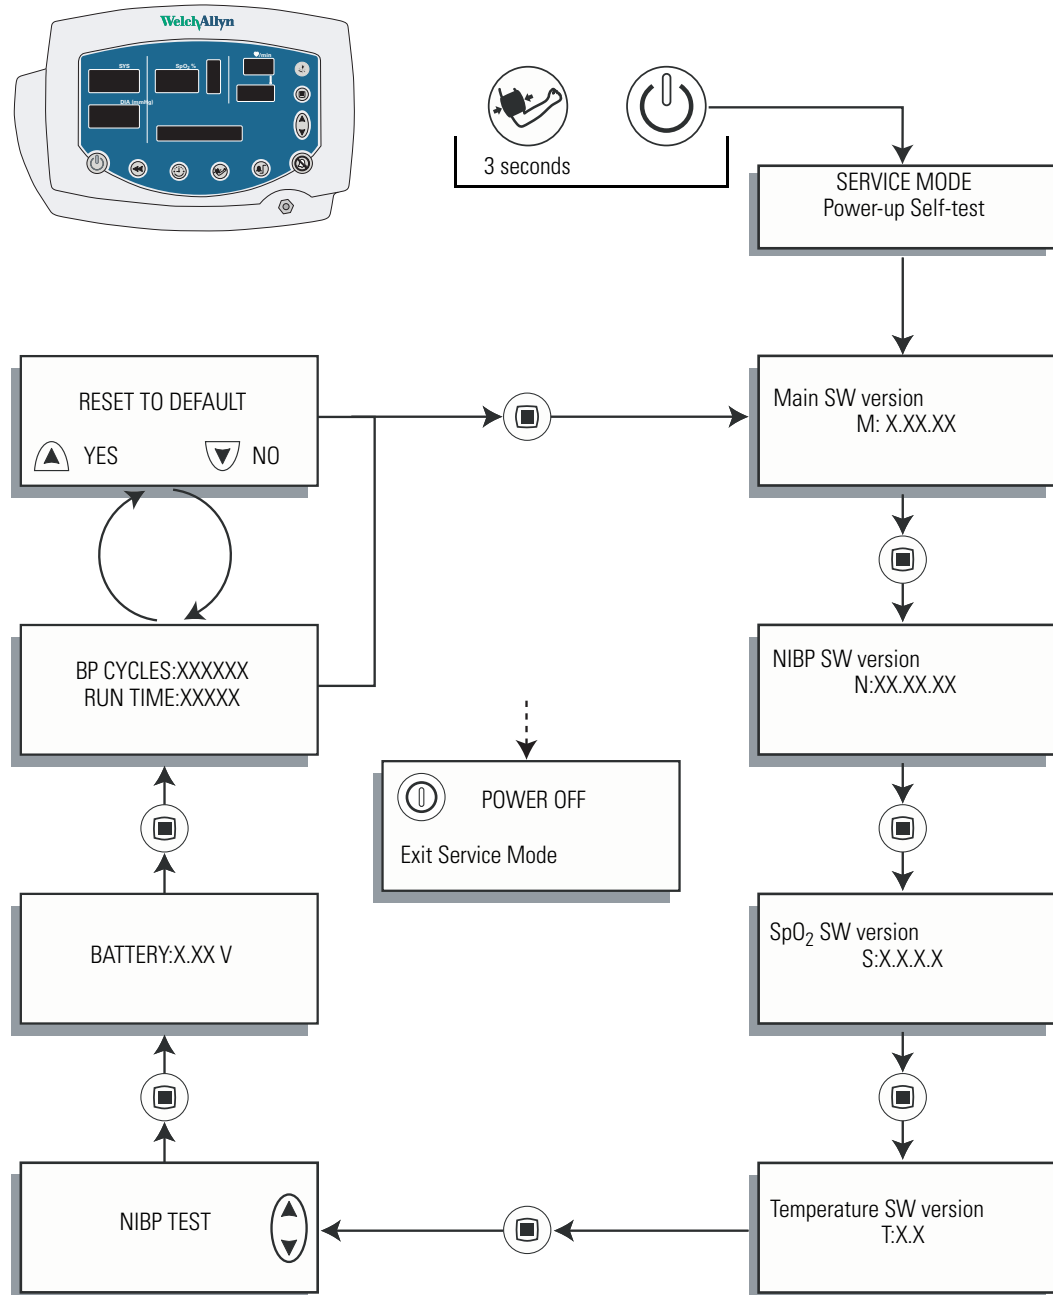 WelchAllyn
SYS
SpO2 %
/min
DIA (mmHg)
3 seconds
SERVICE MODE
Power-up Self-test
RESET TO DEFAULT
YES
NO
Main SW version
M: X.XX.XX
BP CYCLES:XXXXXX
RUN TIME:XXXXX
NIBP SW version
N:XX.XX.XX
POWER OFF
Exit Service Mode
BATTERY:X.XX V
SpO2 SW version
S:X.X.X.X
NIBP TEST
Temperature SW version
T:X.X